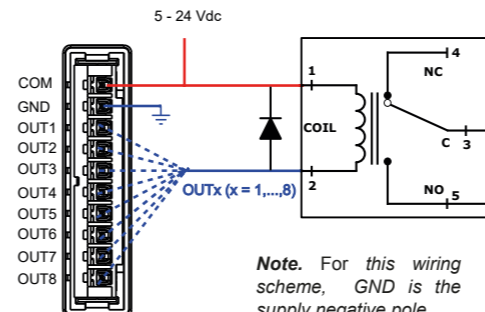 5 - 24 Vdc
COM
GND
OUT1
OUT2
OUT3
OUT4
OUT5
OUT6
OUT7
OUT8
OUTx (x = 1,...,8)
1
COIL
2
4
NC
C 3
NO
5
Note. For this wiring
scheme, GND is the
supply negative pole